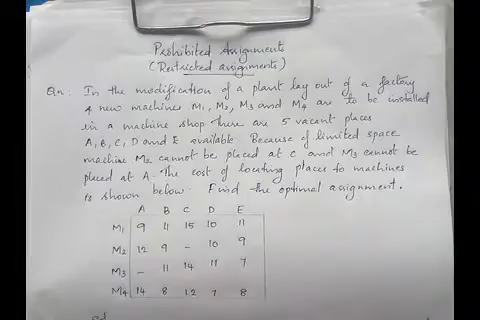 Prohibited Assignments
(Restricted assignments)
Qn: In the modification of a plant lay out of a factory
4 new machines M1, M2, M3 and M4 are to be installed
in a machine shop there are 5 vacant places
A, B, C, D and E available. Because of limited space
machine M2 cannot be placed at C and M3 cannot be
placed at A. The cost of locating places to machines
is shown below. Find the optimal assignment.
A B C D E
M1 9 11 15 10 11
M2 12 9 - 10 9
M3 - 11 14 11 7
M4 14 8 12 7 8